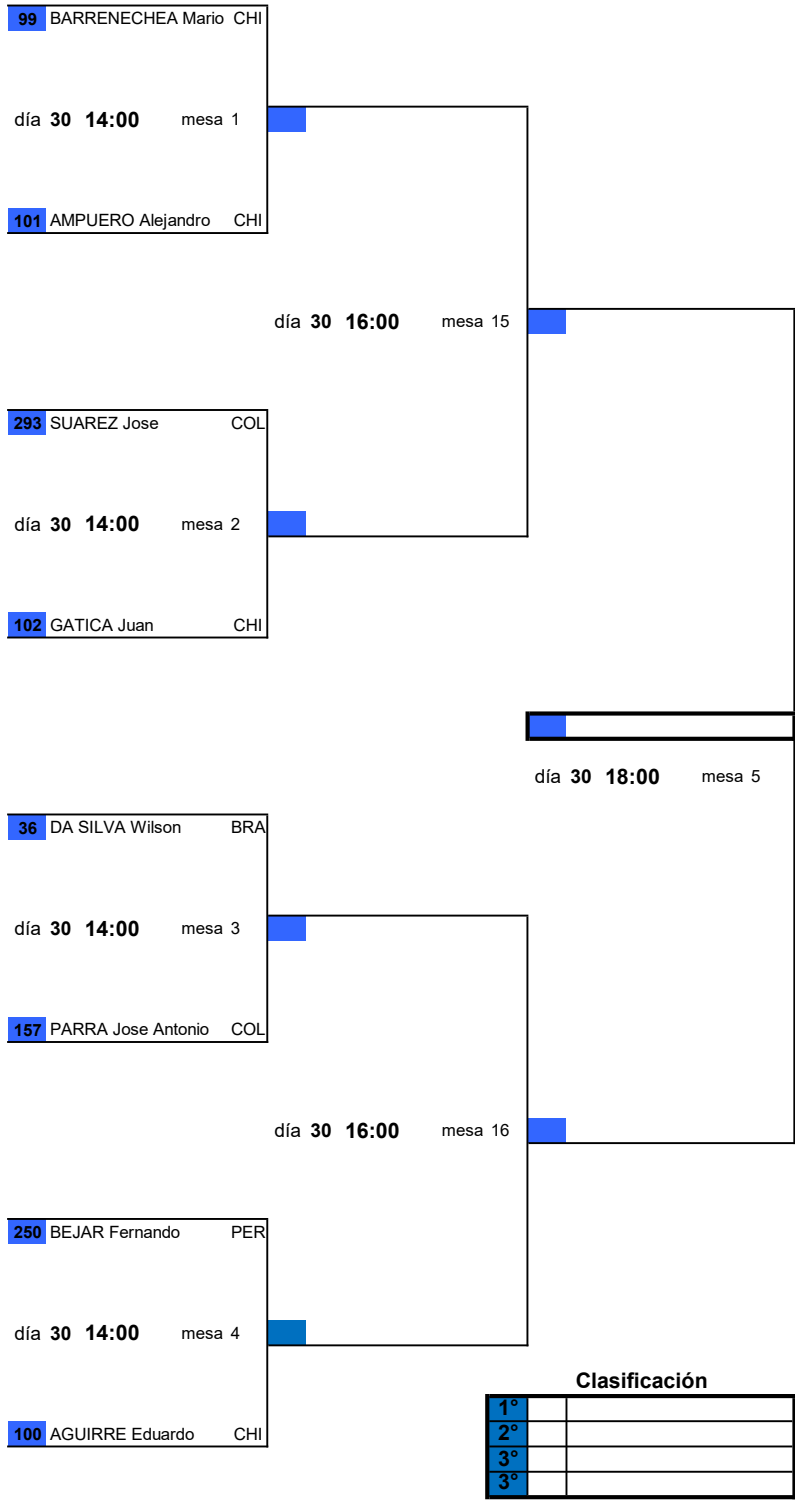 99 BARRENECHEA Mario CHI
día 30 14:00 mesa 1
101 AMPUERO Alejandro CHI
día 30 16:00 mesa 15
293 SUAREZ Jose COL
día 30 14:00 mesa 2
102 GATICA Juan CHI
día 30 18:00 mesa 5
36 DA SILVA Wilson BRA
día 30 14:00 mesa 3
157 PARRA Jose Antonio COL
día 30 16:00 mesa 16
250 BEJAR Fernando PER
día 30 14:00 mesa 4
100 AGUIRRE Eduardo CHI
Clasificación
1°
2°
3°
3°